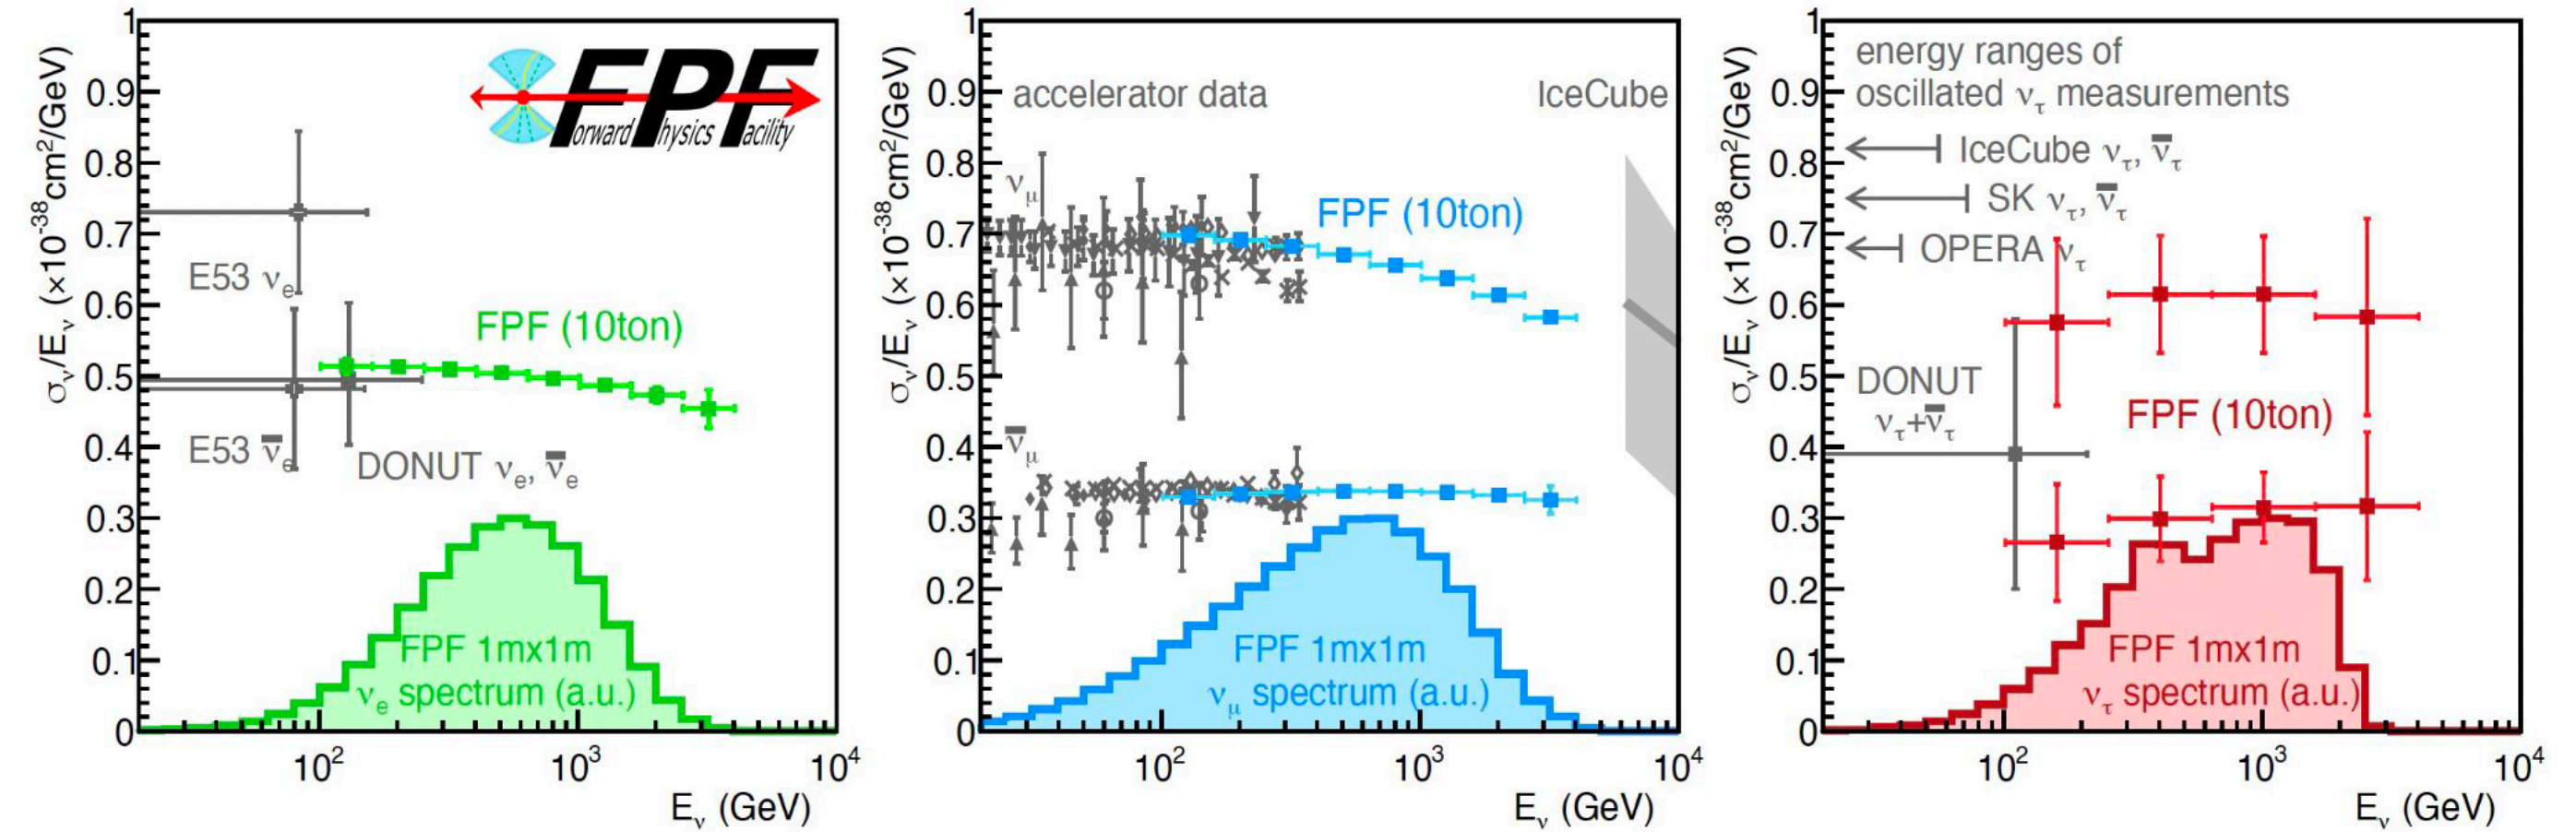 σν/Eν (×10⁻³⁸cm²/GeV)
1
0.9
0.8
0.7
0.6
0.5
0.4
0.3
0.2
0.1
0
FPF
Forward Physics Facility
E53 νe
FPF (10ton)
E53 ν̅e
DONUT νe, ν̅e
FPF 1mx1m
νe spectrum (a.u.)
10² 10³ 10⁴
Eν (GeV)
σν/Eν (×10⁻³⁸cm²/GeV)
1
0.9
0.8
0.7
0.6
0.5
0.4
0.3
0.2
0.1
0
accelerator data
IceCube
νμ
FPF (10ton)
ν̅μ
FPF 1mx1m
νμ spectrum (a.u.)
10² 10³ 10⁴
Eν (GeV)
σν/Eν (×10⁻³⁸cm²/GeV)
1
0.9
0.8
0.7
0.6
0.5
0.4
0.3
0.2
0.1
0
energy ranges of
oscillated ντ measurements
IceCube ντ, ν̅τ
SK ντ, ν̅τ
OPERA ντ
DONUT
ντ+ν̅τ
FPF (10ton)
FPF 1mx1m
ντ spectrum (a.u.)
10² 10³ 10⁴
Eν (GeV)